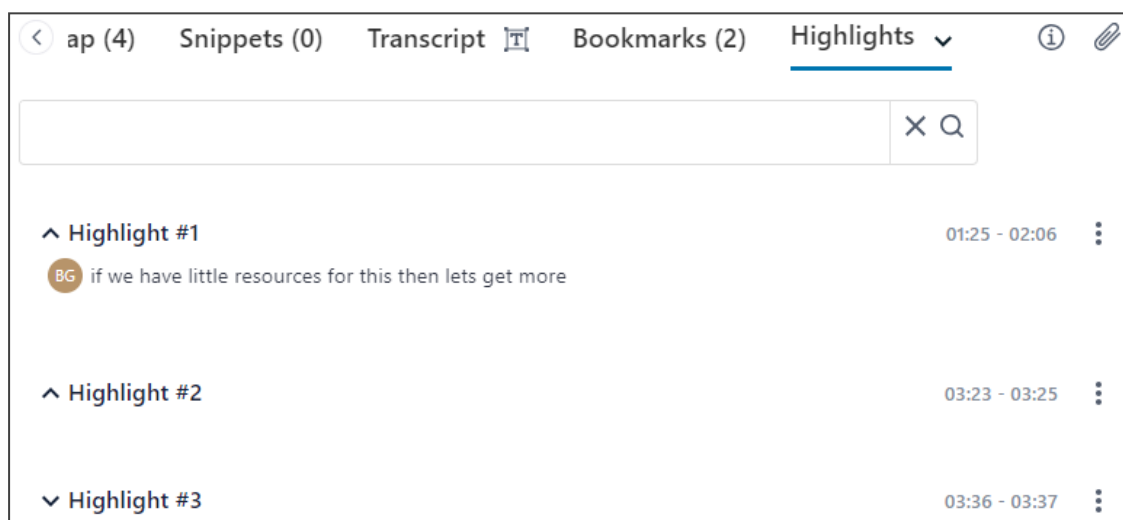 ap (4) Snippets (0) Transcript T Bookmarks (2) Highlights
Highlight #1 01:25 - 02:06
BG if we have little resources for this then lets get more
Highlight #2 03:23 - 03:25
Highlight #3 03:36 - 03:37